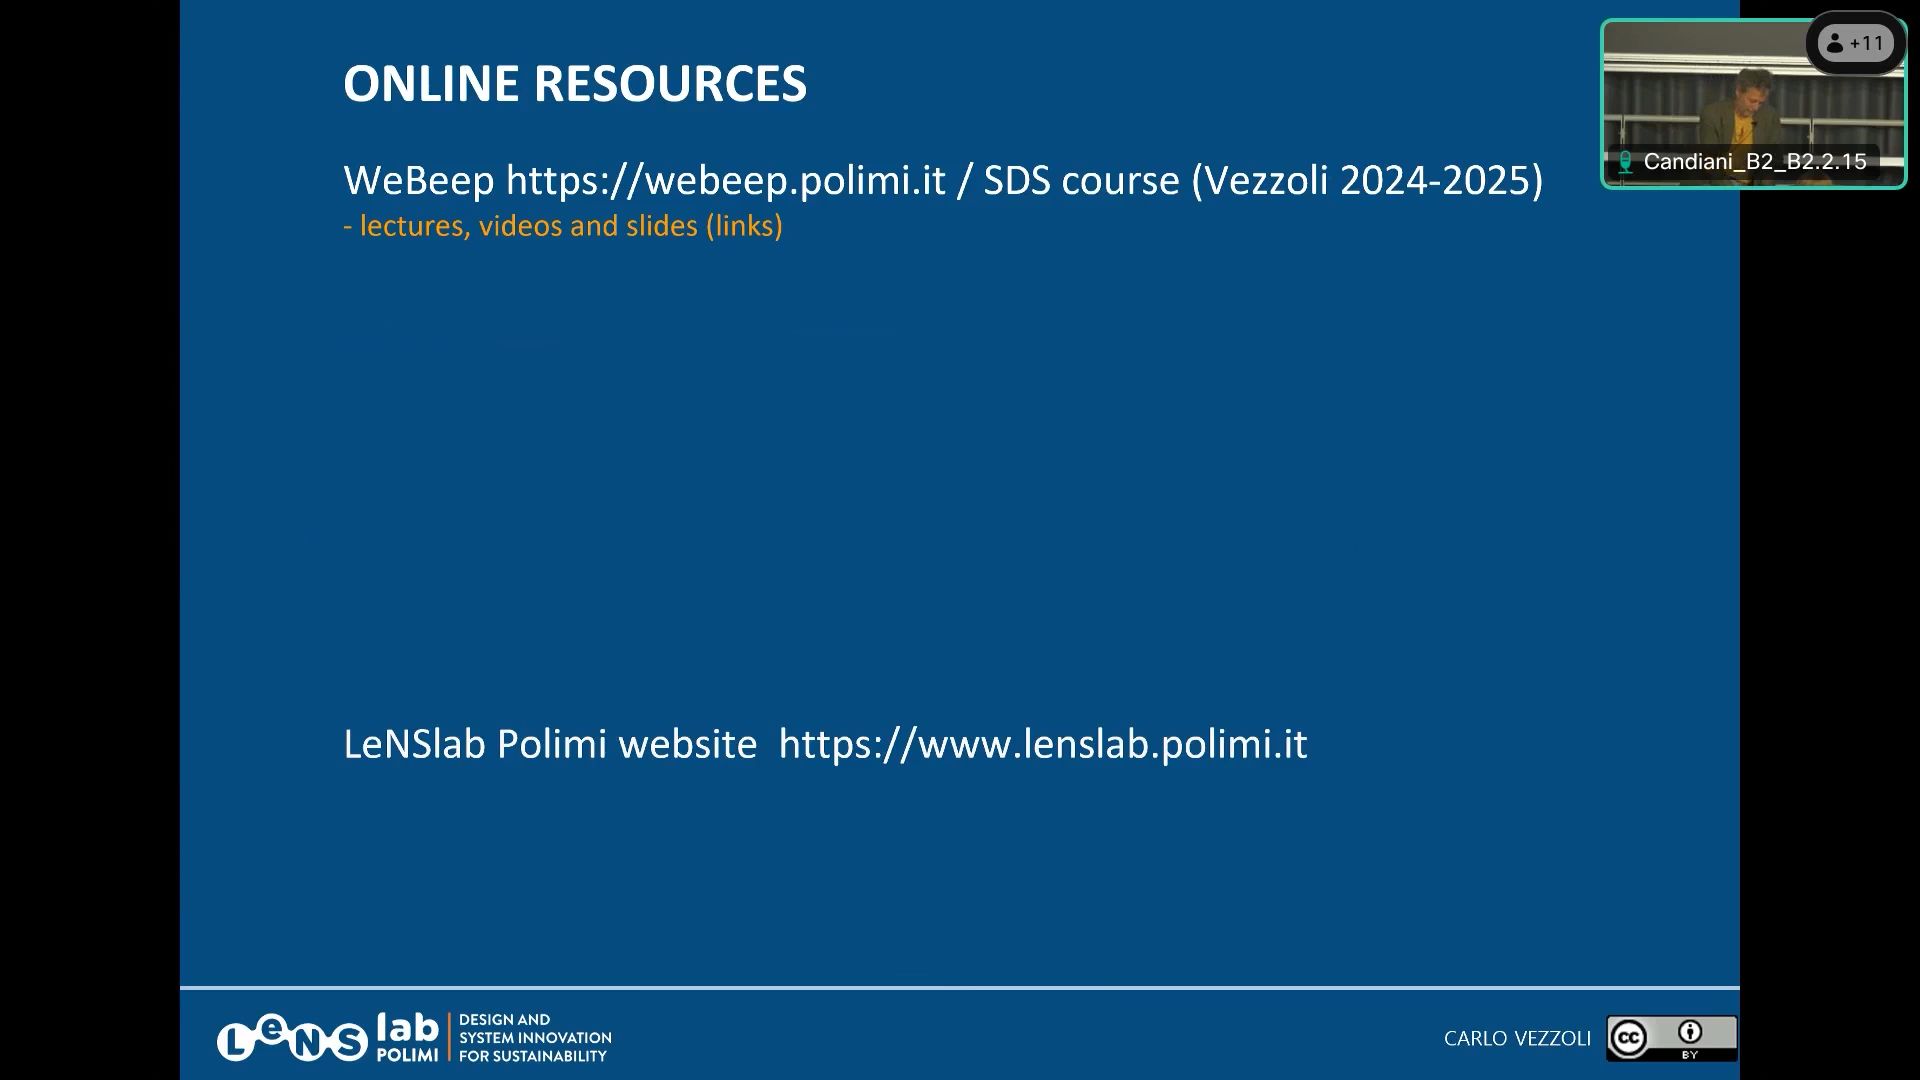 ONLINE RESOURCES
+11
Candiani_B2_B2.2.15
WeBeep https://webeep.polimi.it / SDS course (Vezzoli 2024-2025)
- lectures, videos and slides (links)
LeNSlab Polimi website  https://www.lenslab.polimi.it
LeNS lab POLIMI
DESIGN AND
SYSTEM INNOVATION
FOR SUSTAINABILITY
CARLO VEZZOLI
cc
BY